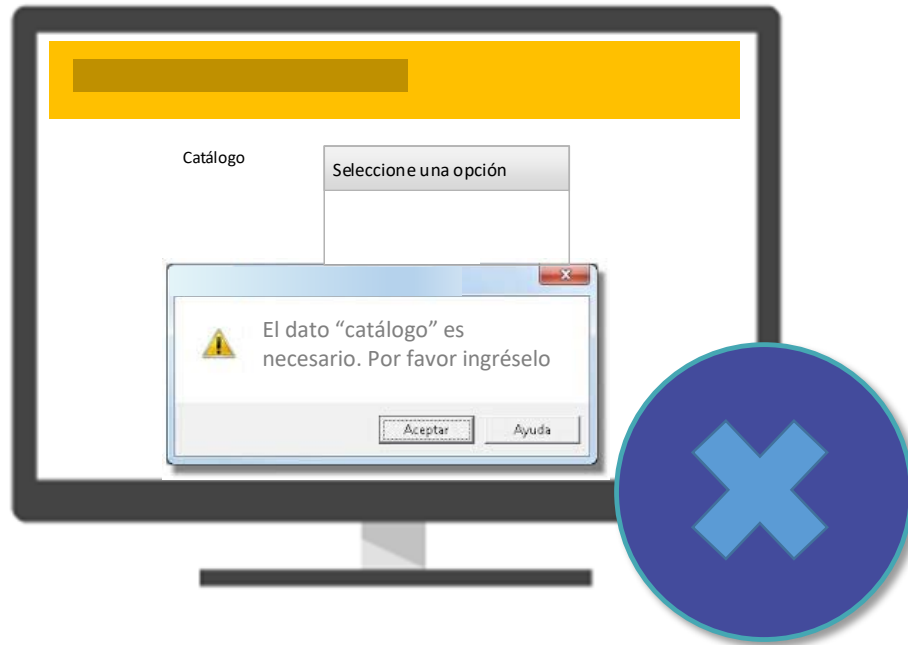 Catálogo
Seleccione una opción
El dato “catálogo” es
necesario. Por favor ingréselo
Aceptar
Ayuda